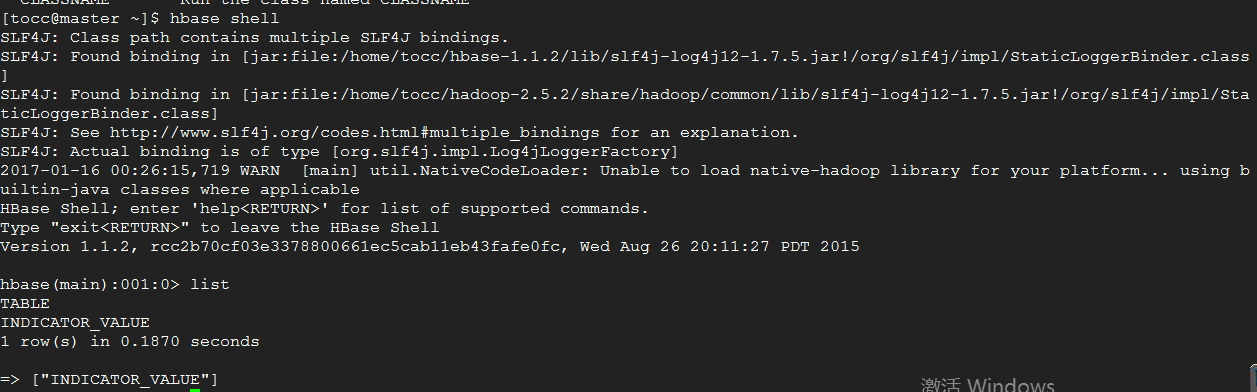 CLASSNAME Run the class named CLASSNAME
[tocc@master ~]$ hbase shell
SLF4J: Class path contains multiple SLF4J bindings.
SLF4J: Found binding in [jar:file:/home/tocc/hbase-1.1.2/lib/slf4j-log4j12-1.7.5.jar!/org/slf4j/impl/StaticLoggerBinder.class
]
SLF4J: Found binding in [jar:file:/home/tocc/hadoop-2.5.2/share/hadoop/common/lib/slf4j-log4j12-1.7.5.jar!/org/slf4j/impl/Sta
ticLoggerBinder.class]
SLF4J: See http://www.slf4j.org/codes.html#multiple_bindings for an explanation.
SLF4J: Actual binding is of type [org.slf4j.impl.Log4jLoggerFactory]
2017-01-16 00:26:15,719 WARN  [main] util.NativeCodeLoader: Unable to load native-hadoop library for your platform... using b
uiltin-java classes where applicable
HBase Shell; enter 'help<RETURN>' for list of supported commands.
Type "exit<RETURN>" to leave the HBase Shell
Version 1.1.2, rcc2b70cf03e3378800661ec5cab11eb43fafe0fc, Wed Aug 26 20:11:27 PDT 2015
hbase(main):001:0> list
TABLE
INDICATOR_VALUE
1 row(s) in 0.1870 seconds
=> ["INDICATOR_VALUE"]
激活 Windows